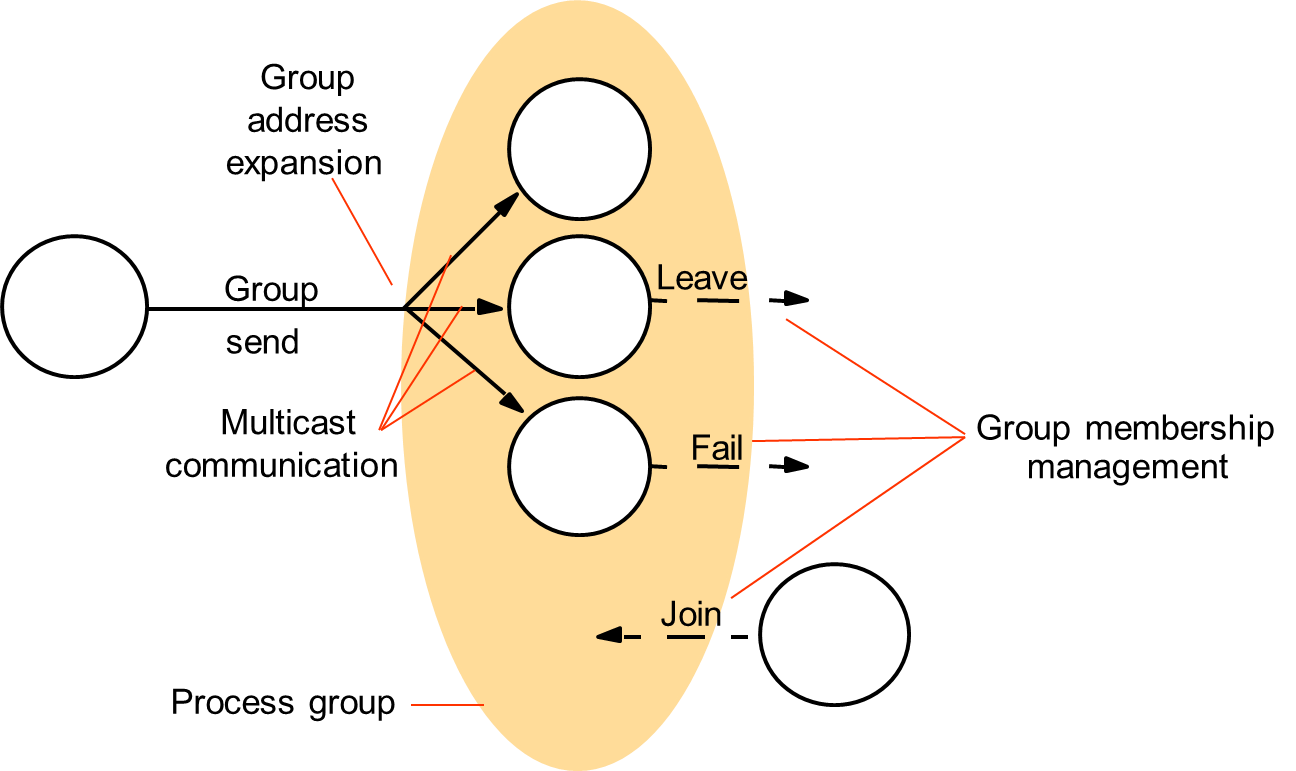 Group
address
expansion
Group
send
Multicast
communication
Leave
Fail
Join
Group membership
management
Process group